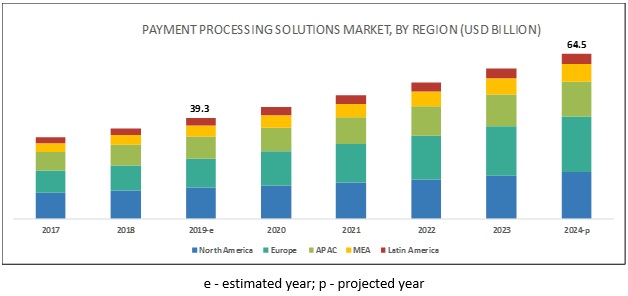 PAYMENT PROCESSING SOLUTIONS MARKET, BY REGION (USD BILLION)
64.5
39.3
2017 2018 2019-e 2020 2021 2022 2023 2024-p
North America Europe APAC MEA Latin America
e - estimated year; p - projected year